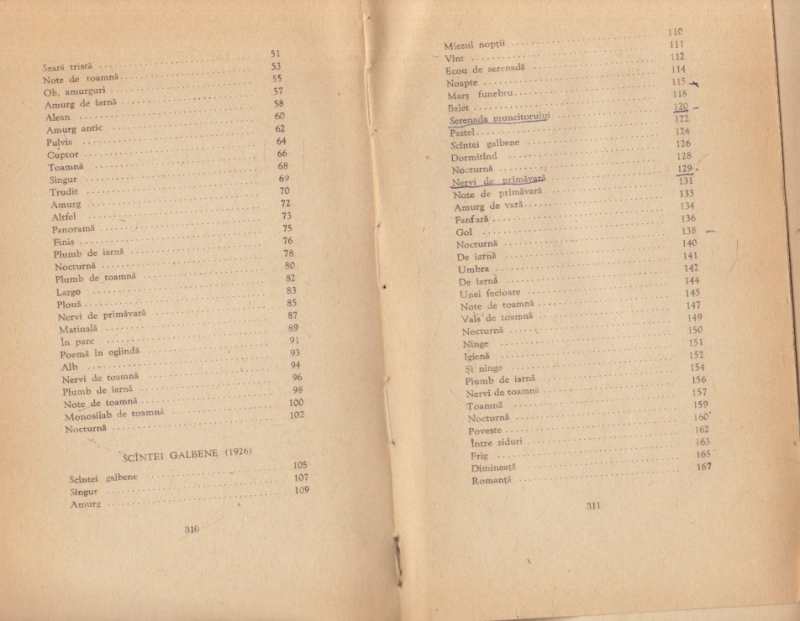 Seară tristă 51
Note de toamnă 53
Oh, amurguri 55
Amurg de iarnă 57
Alean 58
Amurg antic 60
Pulvis 62
Cuptor 64
Toamnă 66
Singur 68
Trudit 69
Amurg 70
Altfel 72
Panoramă 73
Finis 75
Plumb de iarnă 76
Nocturnă 78
Plumb de toamnă 80
Largo 82
Plouă 83
Nervi de primăvară 85
Matinală 87
În parc 89
Poemă în oglindă 91
Alb 93
Nervi de toamnă 94
Plumb de iarnă 96
Note de toamnă 98
Monosilab de toamnă 100
Nocturnă 102
SCÎNTEI GALBENE (1926)
Scîntei galbene 105
Singur 107
Amurg 109
310
Miezul nopții 110
Vînt 111
Ecou de serenadă 112
Noapte 114
Marș funebru 115
Balet 118
Serenada muncitorului 120
Pastel 122
Scîntei galbene 124
Dormitînd 126
Nocturnă 128
Nervi de primăvară 129
Note de primăvară 131
Amurg de vară 133
Fanfară 134
Gol 136
Nocturnă 138
De iarnă 140
Umbra 141
De iarnă 142
Unei fecioare 144
Note de toamnă 145
Vals de toamnă 147
Nocturnă 149
Ninge 150
Igienă 151
Și ninge 152
Plumb de iarnă 154
Nervi de toamnă 156
Toamnă 157
Nocturnă 159
Poveste 160
Între ziduri 162
Frig 163
Dimineață 165
Romanță 167
311